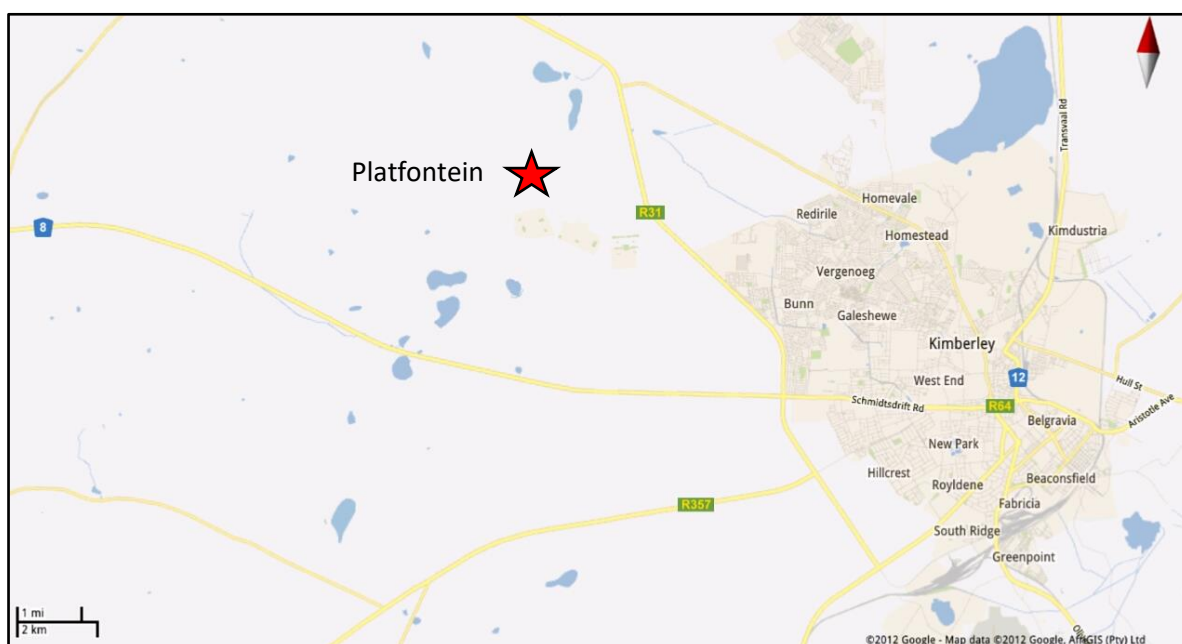 Platfontein
8
R31
Transvaal Rd
Homevale
Redirile
Homestead
Kimdustria
Vergenoeg
Bunn
Galeshewe
Kimberley
West End
12
Hull St
Schmidtsdrift Rd
R64
Aristotle Ave
Belgravia
New Park
Hillcrest
Royldene
Beaconsfield
R357
Fabricia
South Ridge
Greenpoint
1 mi
2 km
©2012 Google - Map data ©2012 Google, AfriGIS (Pty) Ltd